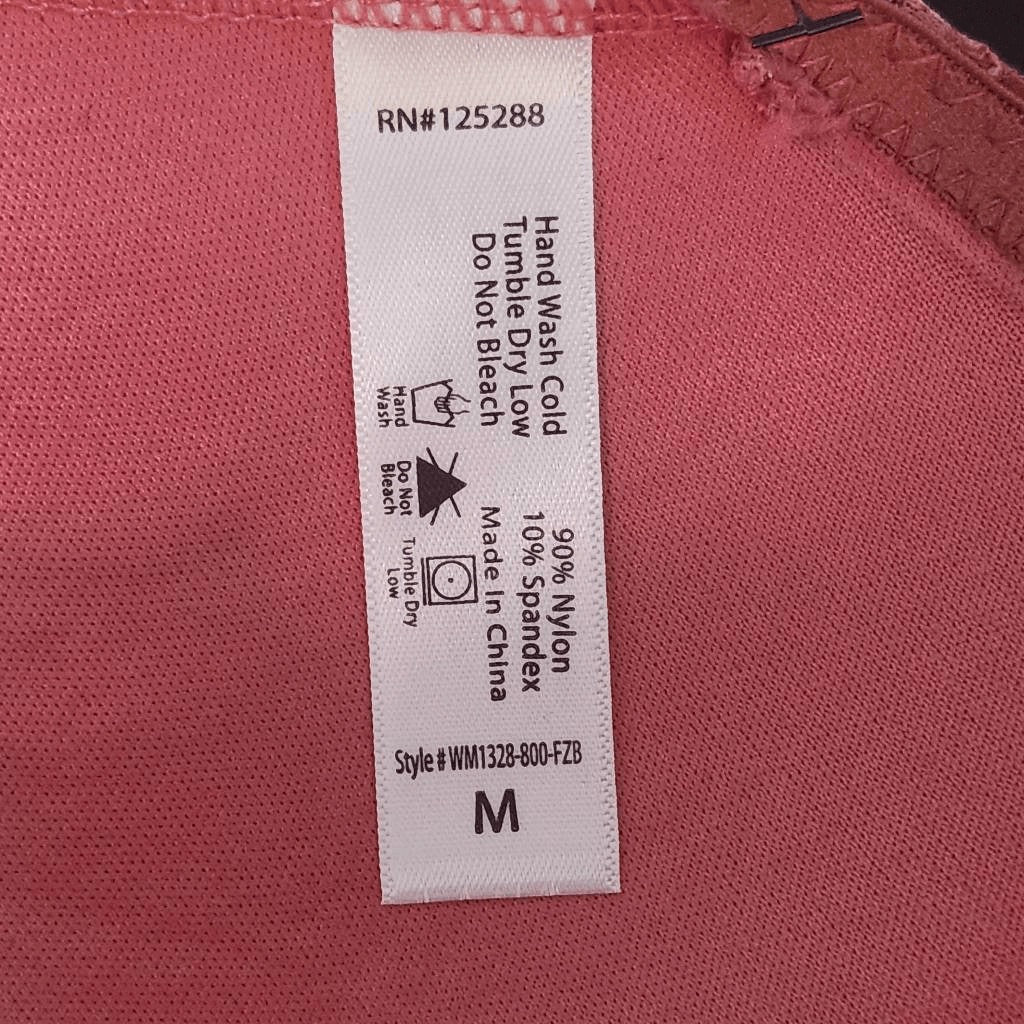 RN#125288
Hand Wash Cold
Tumble Dry Low
Do Not Bleach
Hand
Wash
Do Not
Bleach
Tumble Dry
Low
90% Nylon
10% Spandex
Made In China
Style # WM1328-800-FZB
M